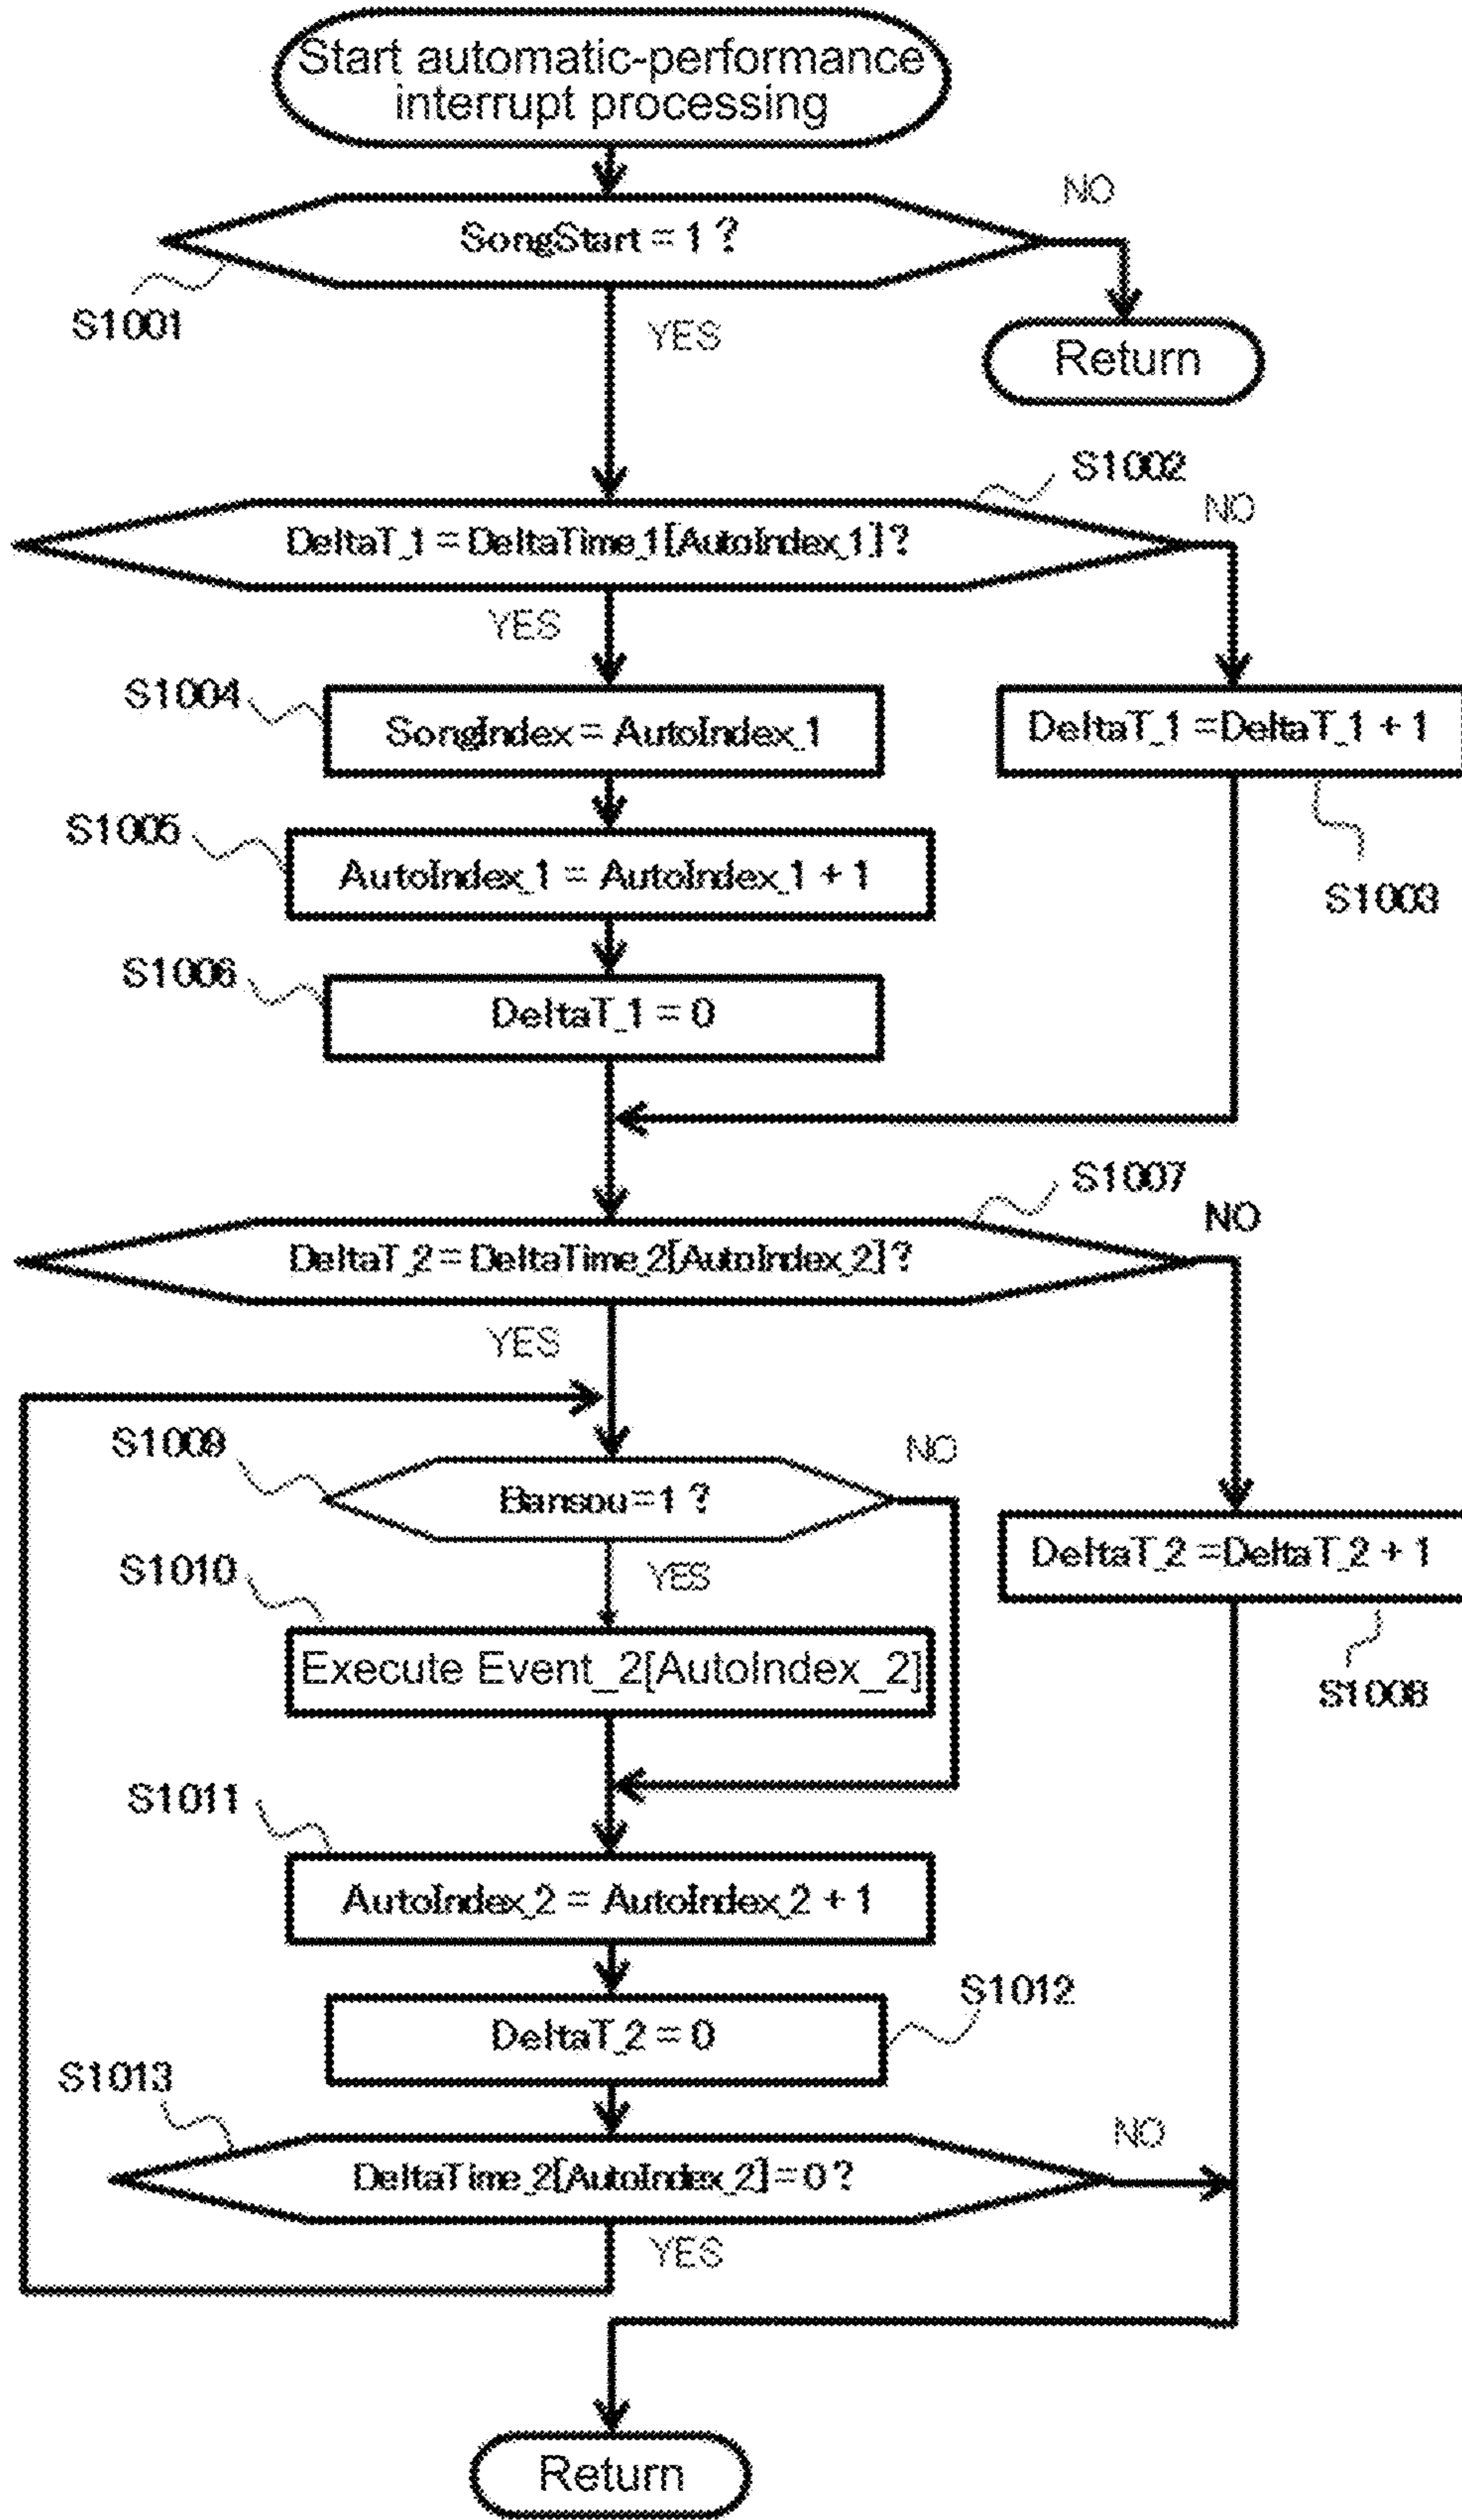 Start automatic-performance
interrupt processing
SongStart = 1 ?
NO
S1001
YES
Return
S1002
DeltaT_1 = DeltaTime_1[AutoIndex_1]?
NO
YES
S1004
SongIndex = AutoIndex_1
DeltaT_1 =DeltaT_1 + 1
S1005
AutoIndex_1 = AutoIndex_1 + 1
S1003
S1006
DeltaT_1 = 0
S1007
DeltaT_2 = DeltaTime_2[AutoIndex_2]?
NO
YES
S1009
Bansou=1 ?
NO
DeltaT_2 =DeltaT_2 + 1
S1010
YES
Execute Event_2[AutoIndex_2]
S1008
S1011
AutoIndex_2 = AutoIndex_2 + 1
S1012
DeltaT_2 = 0
S1013
DeltaTime_2[AutoIndex_2]=0?
NO
YES
Return